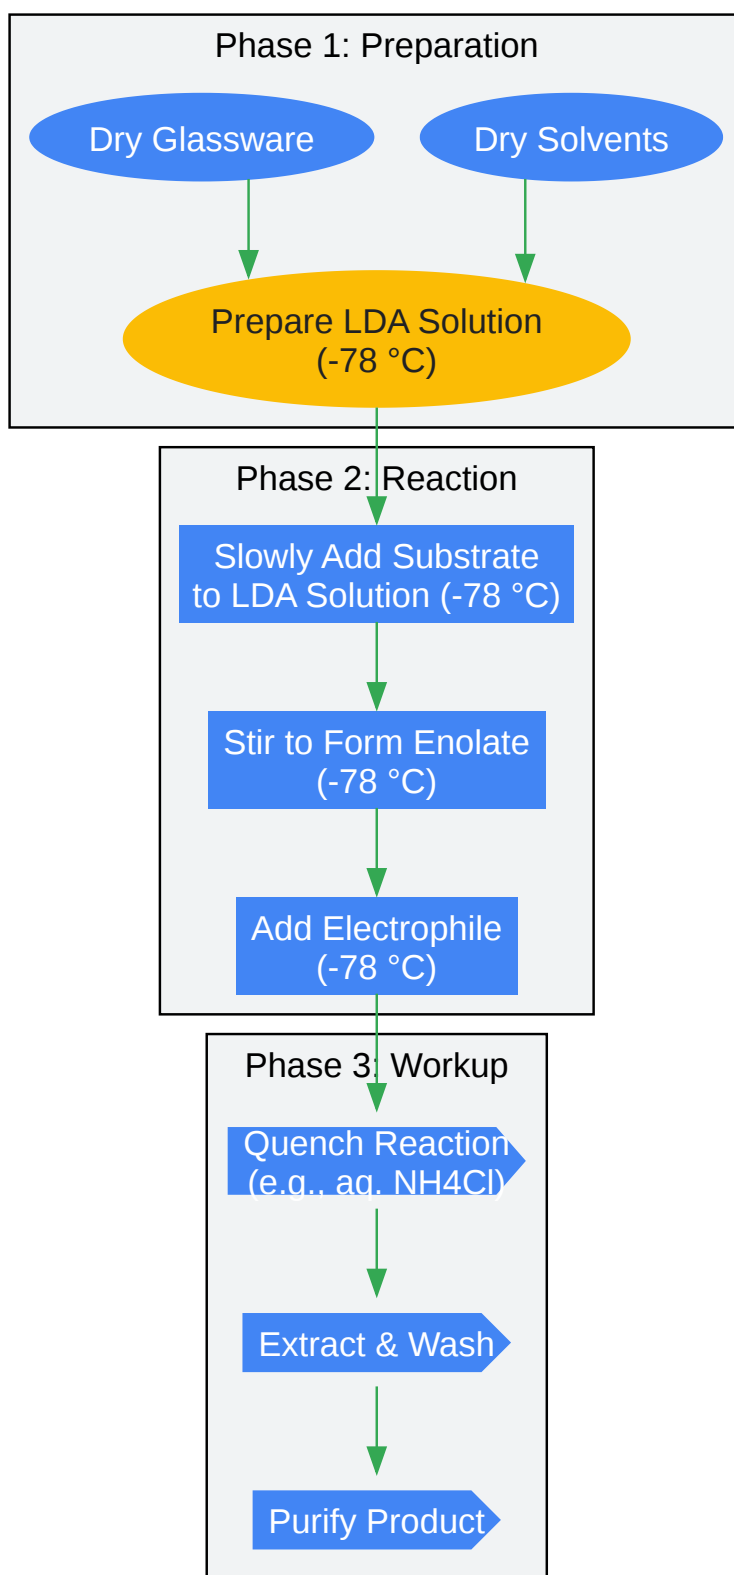 Phase 1: Preparation
Dry Glassware
Dry Solvents
Prepare LDA Solution
(-78 °C)
Phase 2: Reaction
Slowly Add Substrate
to LDA Solution (-78 °C)
Stir to Form Enolate
(-78 °C)
Add Electrophile
(-78 °C)
Phase 3: Workup
Quench Reaction
(e.g., aq. NH4Cl)
Extract & Wash
Purify Product